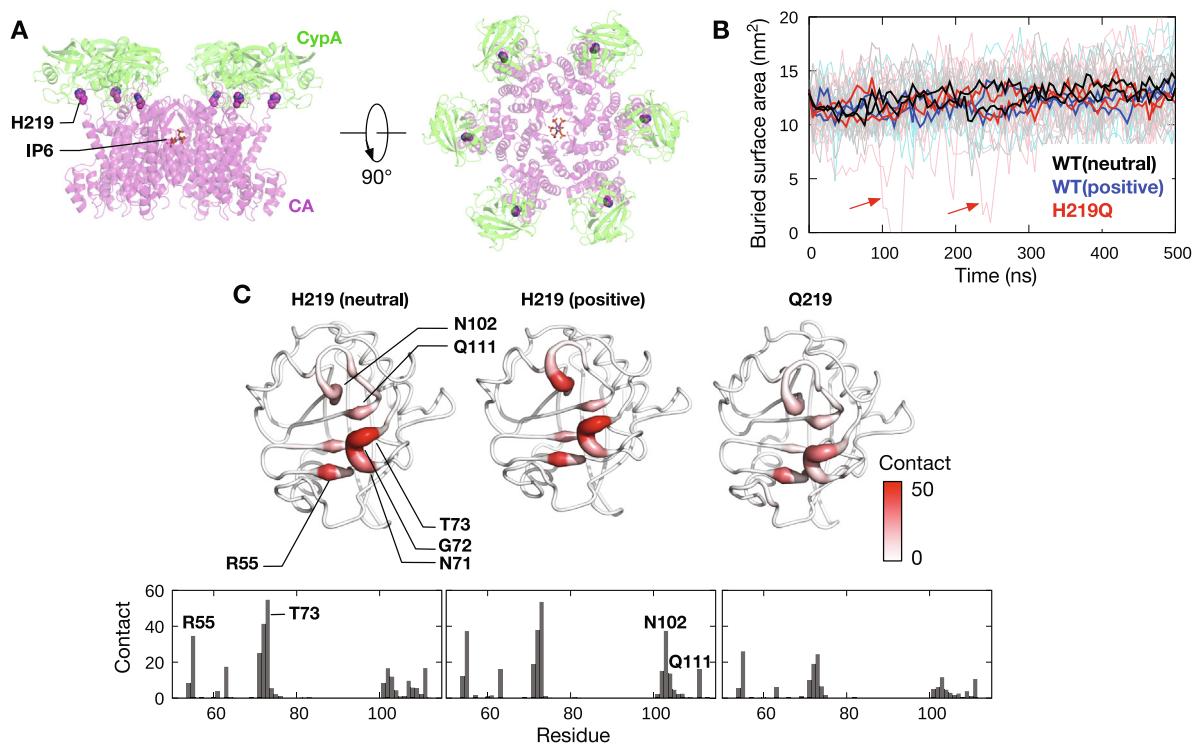 A
CypA
H219
IP6
CA
90°
B
Buried surface area (nm2)
20
15
10
5
0
WT(neutral)
WT(positive)
H219Q
0 100 200 300 400 500
Time (ns)
C
H219 (neutral)
H219 (positive)
Q219
N102
Q111
T73
G72
N71
R55
Contact
50
0
Contact
60
40
20
0
R55
T73
N102
Q111
60 80 100
60 80 100
60 80 100
Residue